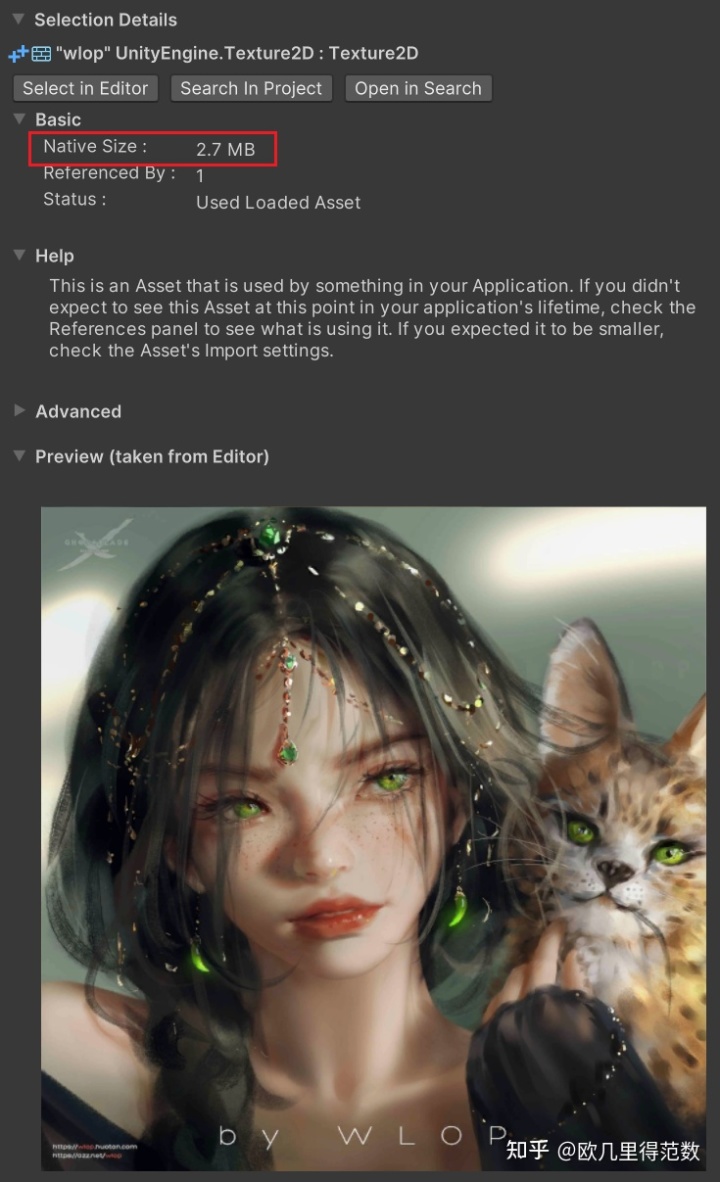 Selection Details
"wlop" UnityEngine.Texture2D : Texture2D
Select in Editor Search In Project Open in Search
Basic
Native Size : 2.7 MB
Referenced By : 1
Status : Used Loaded Asset
Help
This is an Asset that is used by something in your Application. If you didn't
expect to see this Asset at this point in your application's lifetime, check the
References panel to see what is using it. If you expected it to be smaller,
check the Asset's Import settings.
Advanced
Preview (taken from Editor)
by WLOP
https://wlop.huotan.com
知乎 @欧几里得范数